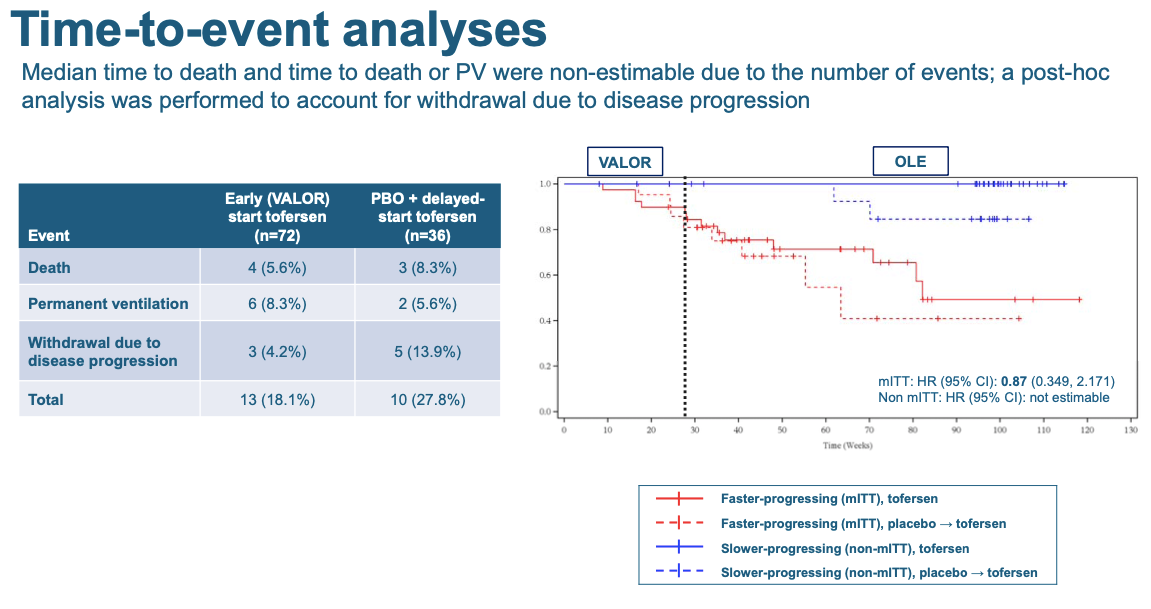 Time-to-event analyses
Median time to death and time to death or PV were non-estimable due to the number of events; a post-hoc
analysis was performed to account for withdrawal due to disease progression
Event
Early (VALOR)
start tofersen
(n=72)
PBO + delayed-
start tofersen
(n=36)
Death
4 (5.6%)
3 (8.3%)
Permanent ventilation
6 (8.3%)
2 (5.6%)
Withdrawal due to
disease progression
3 (4.2%)
5 (13.9%)
Total
13 (18.1%)
10 (27.8%)
VALOR
OLE
1.0
0.8
0.6
0.4
0.2
0.0
mITT: HR (95% CI): 0.87 (0.349, 2.171)
Non mITT: HR (95% CI): not estimable
0 10 20 30 40 50 60 70 80 90 100 110 120 130
Time (Weeks)
Faster-progressing (mITT), tofersen
Faster-progressing (mITT), placebo → tofersen
Slower-progressing (non-mITT), tofersen
Slower-progressing (non-mITT), placebo → tofersen